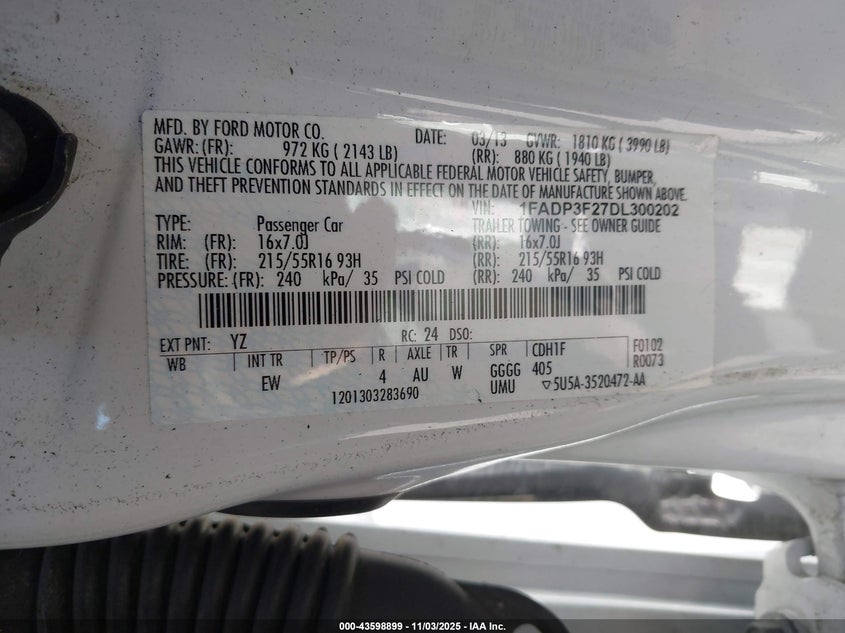 MFD. BY FORD MOTOR CO. DATE: 03/13 GVWR: 1810 KG ( 3990 LB)
GAWR: (FR): 972 KG ( 2143 LB) (RR): 880 KG ( 1940 LB)
THIS VEHICLE CONFORMS TO ALL APPLICABLE FEDERAL MOTOR VEHICLE SAFETY, BUMPER,
AND THEFT PREVENTION STANDARDS IN EFFECT ON THE DATE OF MANUFACTURE SHOWN ABOVE.
VIN: 1FADP3F27DL300202
TYPE: Passenger Car TRAILER TOWING - SEE OWNER GUIDE
RIM: (FR): 16x7.0J (RR): 16x7.0J
TIRE: (FR): 215/55R16 93H (RR): 215/55R16 93H
PRESSURE: (FR): 240 kPa/ 35 PSI COLD (RR): 240 kPa/ 35 PSI COLD
EXT PNT: YZ RC: 24 DSO: F0102
WB INT TR TP/PS R AXLE TR SPR CDH1F R0073
EW 4 AU W GGGG 405
1201303283690 UMU ▽5U5A-3520472-AA
000-43598899 - 11/03/2025 - IAA Inc.